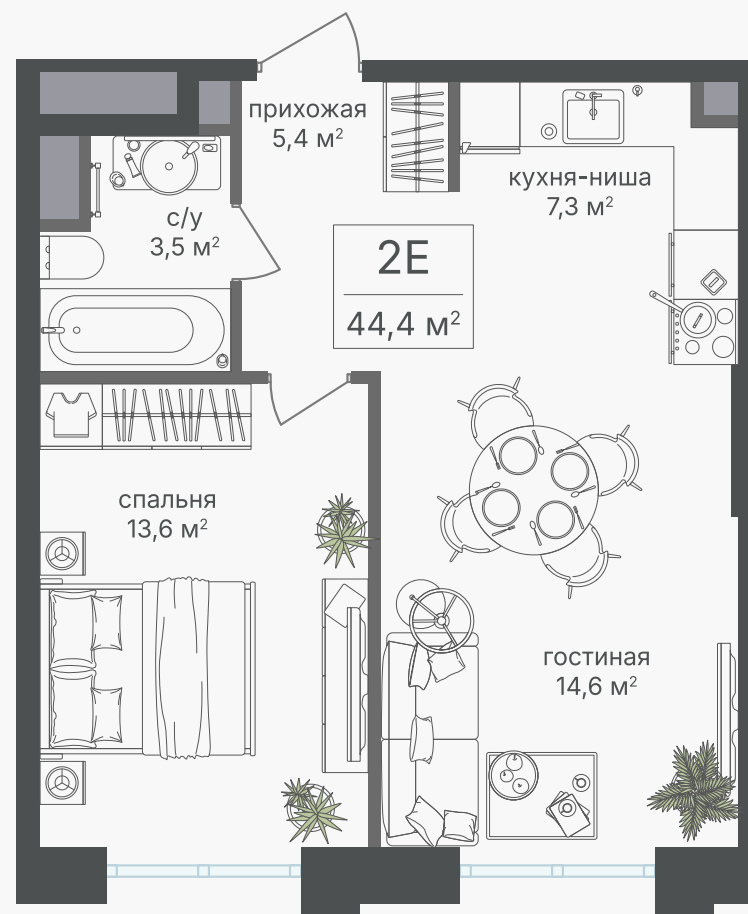 прихожая
5,4 м²
кухня-ниша
7,3 м²
с/у
3,5 м²
2Е
44,4 м²
спальня
13,6 м²
гостиная
14,6 м²